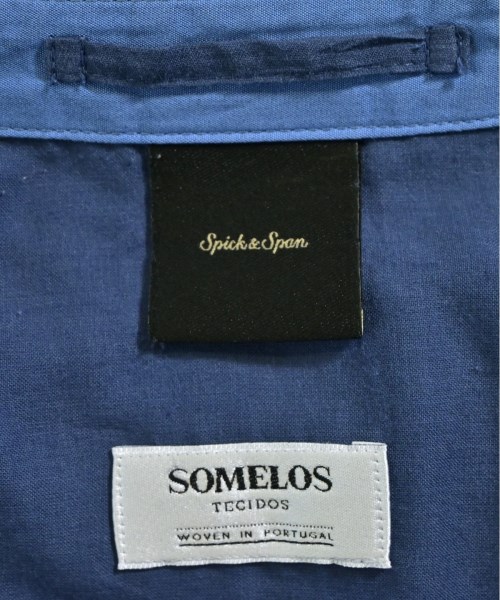 Spick & Span
SOMELOS
TECIDOS
WOVEN IN PORTUGAL